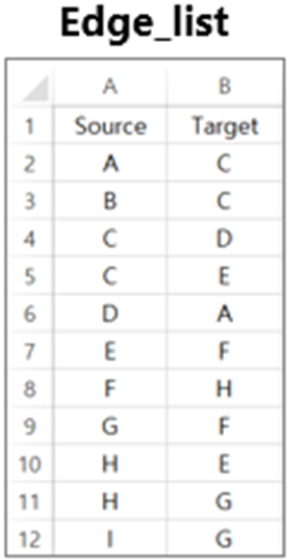 Edge_list
A B
1 Source Target
2 A C
3 B C
4 C D
5 C E
6 D A
7 E F
8 F H
9 G F
10 H E
11 H G
12 I G